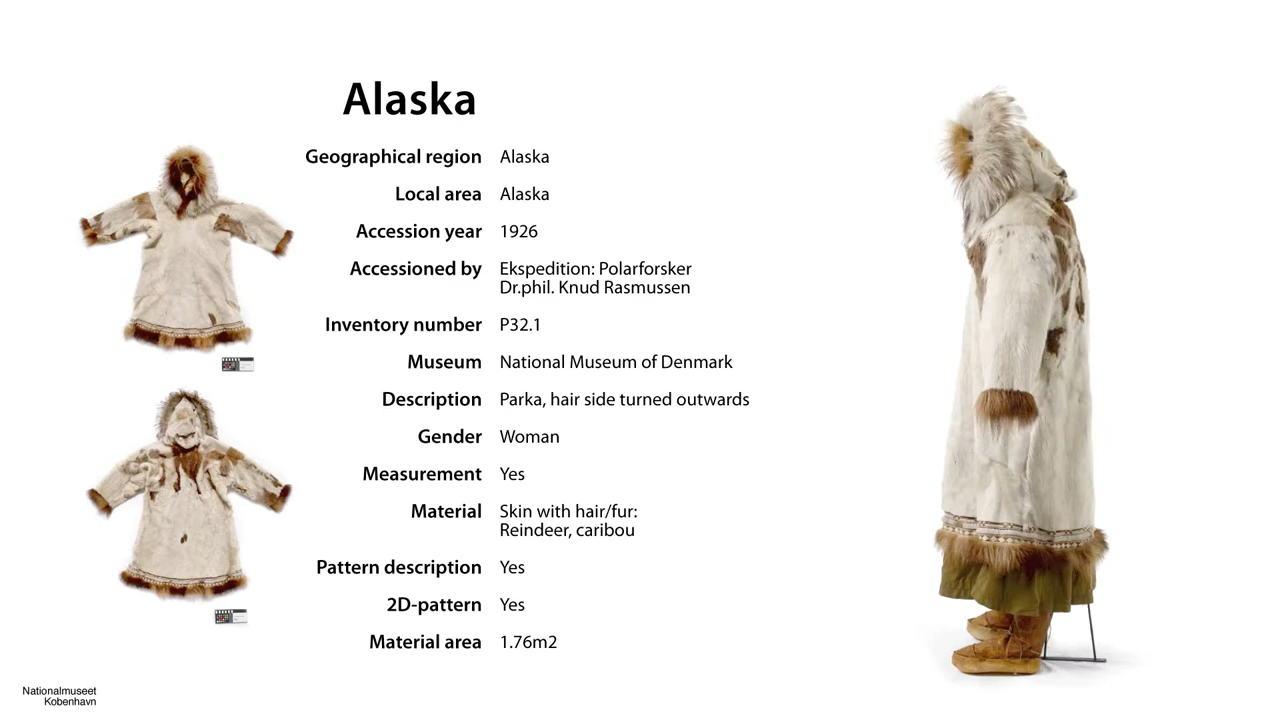 Alaska
Geographical region Alaska
Local area Alaska
Accession year 1926
Accessioned by Ekspedition: Polarforsker
Dr.phil. Knud Rasmussen
Inventory number P32.1
Museum National Museum of Denmark
Description Parka, hair side turned outwards
Gender Woman
Measurement Yes
Material Skin with hair/fur:
Reindeer, caribou
Pattern description Yes
2D-pattern Yes
Material area 1.76m2
Nationalmuseet
Kobenhavn